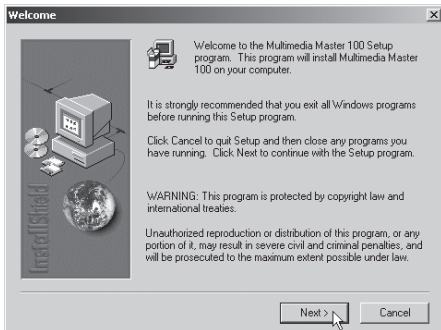 Welcome
Welcome to the Multimedia Master 100 Setup
program. This program will install Multimedia Master
100 on your computer.
It is strongly recommended that you exit all Windows programs
before running this Setup program.
Click Cancel to quit Setup and then close any programs you
have running. Click Next to continue with the Setup program.
WARNING: This program is protected by copyright law and
international treaties.
Unauthorized reproduction or distribution of this program, or any
portion of it, may result in severe civil and criminal penalties, and
will be prosecuted to the maximum extent possible under law.
InstallShield
Next >
Cancel